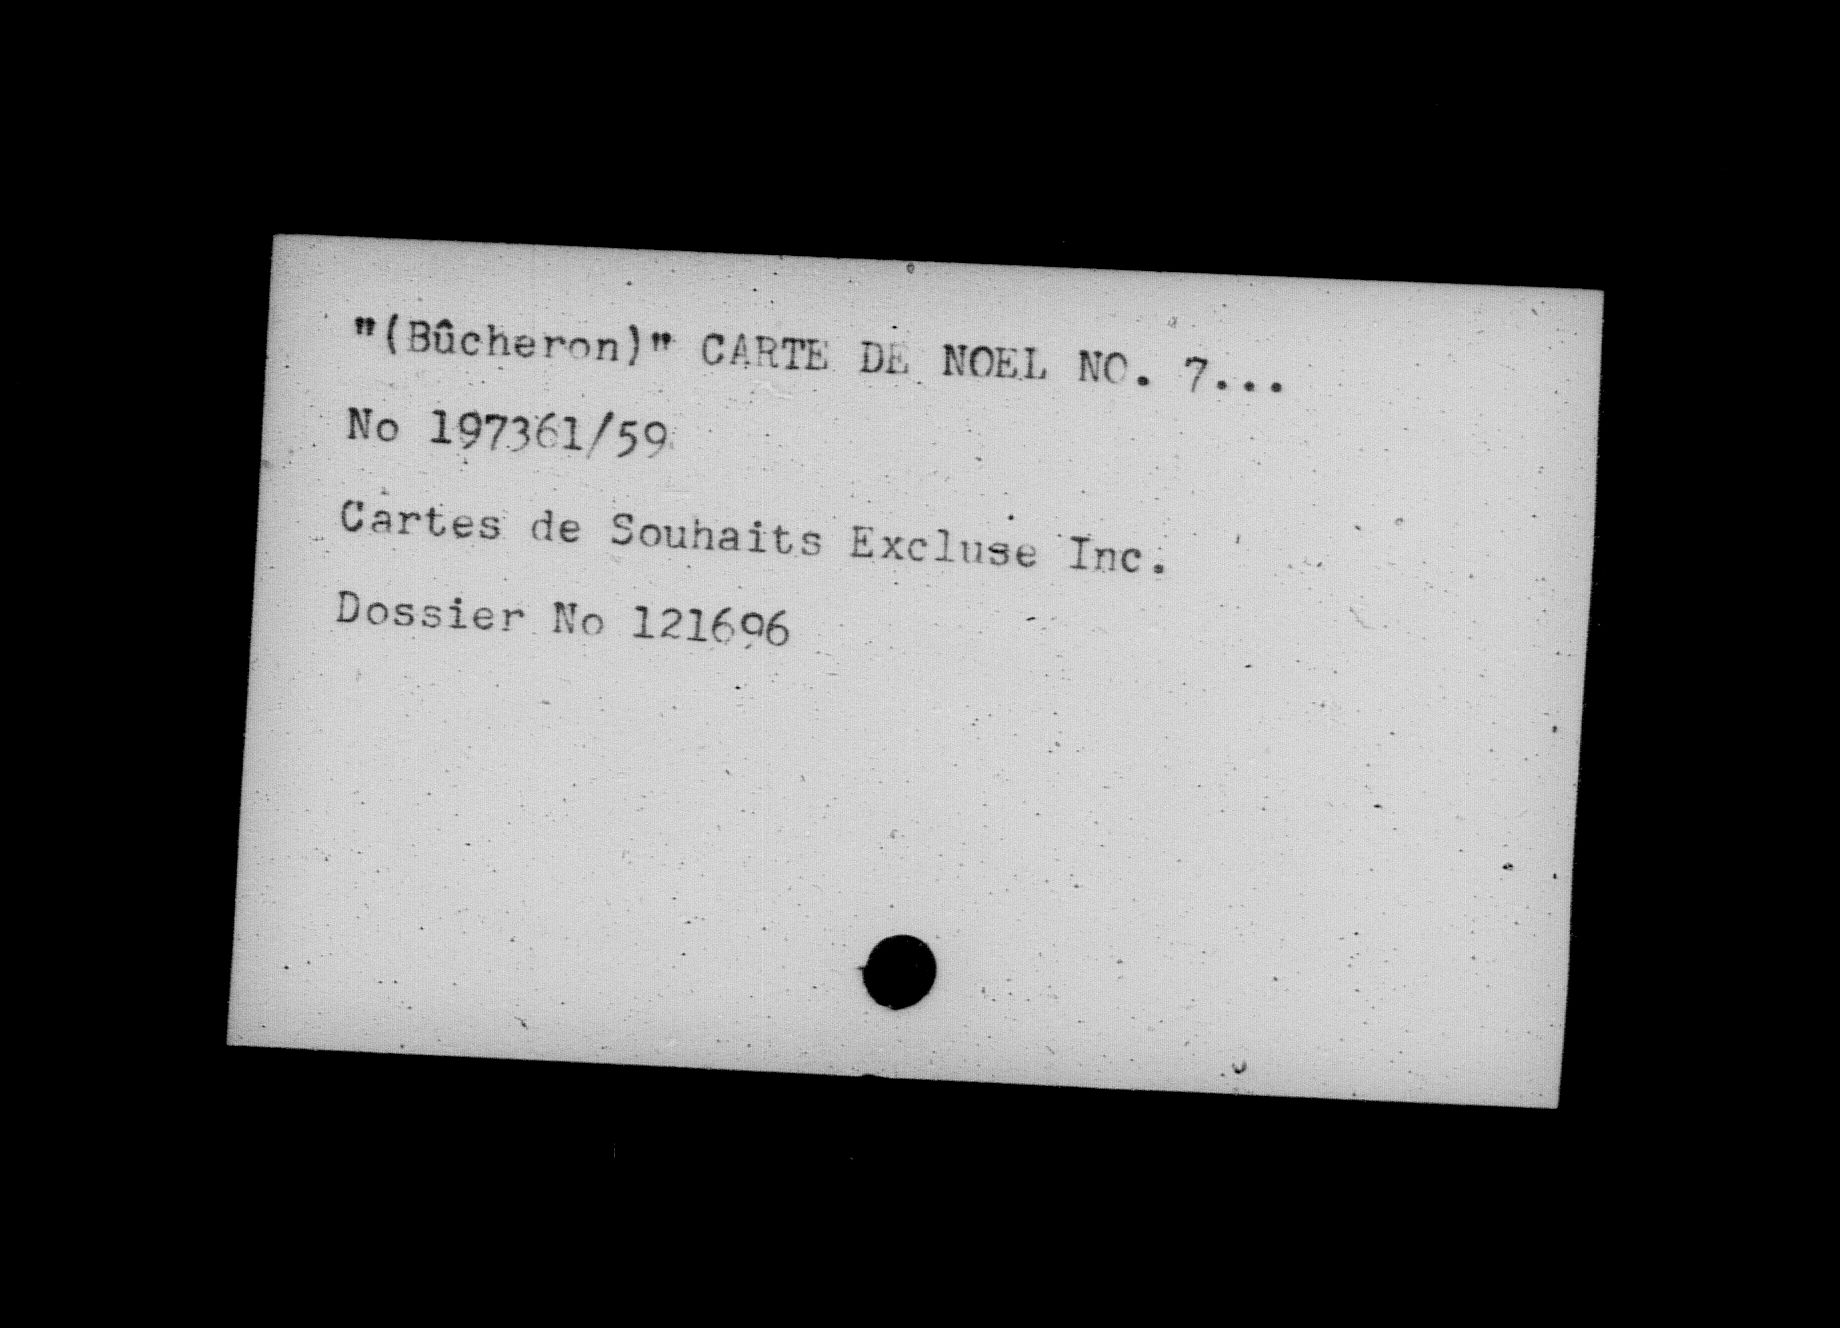 "(Bûcheron)" CARTE DE NOEL NO. 7...
No 197361/59
Cartes de Souhaits Excluse Inc.
Dossier No 121696